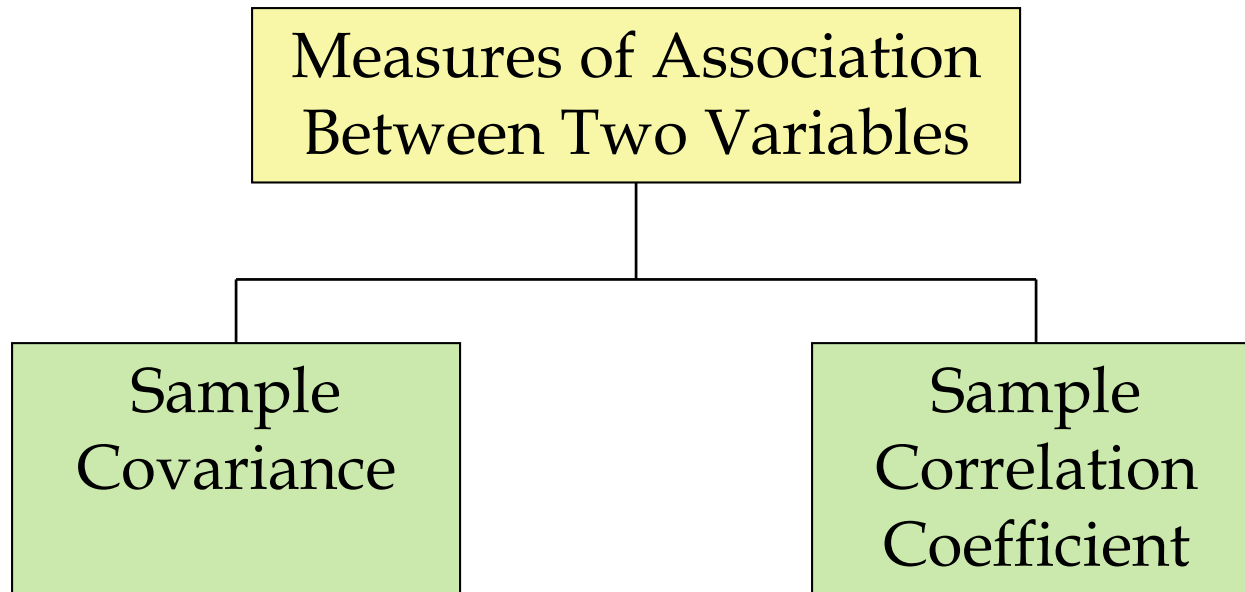 Measures of Association
Between Two Variables
Sample
Covariance
Sample
Correlation
Coefficient